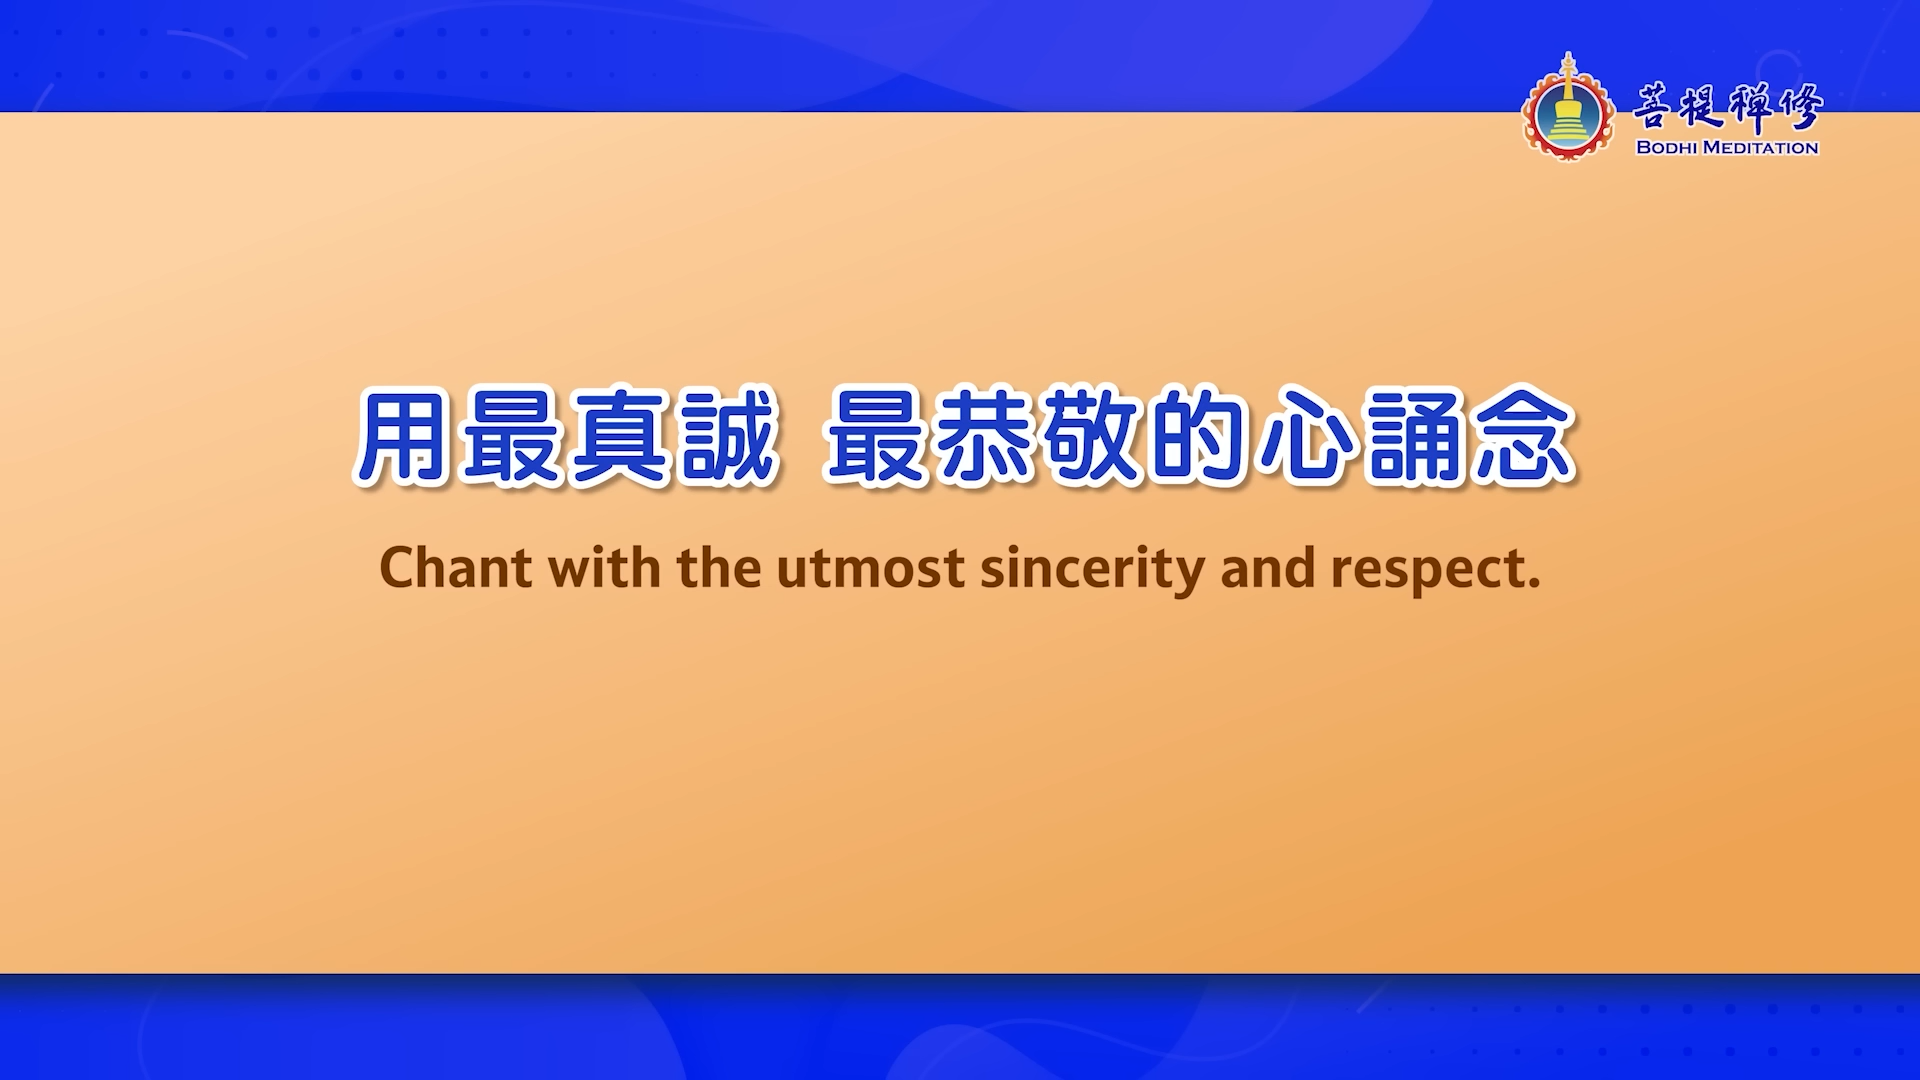 菩提禪修
BODHI MEDITATION
用最真誠 最恭敬的心誦念
Chant with the utmost sincerity and respect.